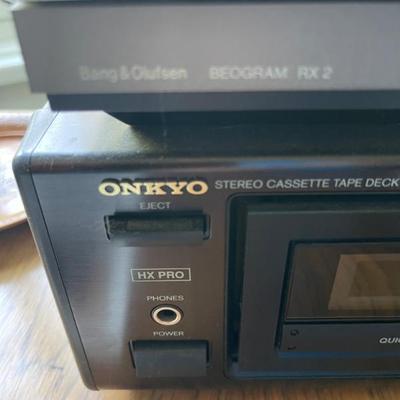 Bang & Olufsen BEOGRAM RX 2
ONKYO STEREO CASSETTE TAPE DECK
EJECT
HX PRO
PHONES
POWER